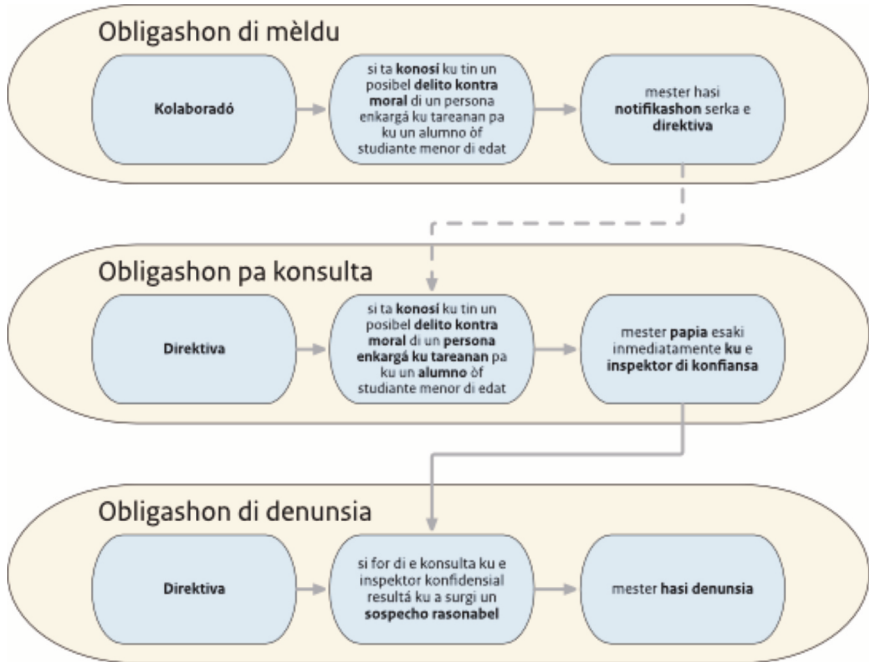 Obligashon di mèldu
Kolaboradó
si ta konosí ku tin un
posibel delito kontra
moral di un persona
enkargá ku tareanan pa
ku un alumno òf
studiante menor di edat
mester hasi
notifikashon serka e
direktiva
Obligashon pa konsulta
Direktiva
si ta konosí ku tin un
posibel delito kontra
moral di un persona
enkargá ku tareanan pa
ku un alumno òf
studiante menor di edat
mester papia esaki
inmediatamente ku e
inspektor di konfiansa
Obligashon di denunsia
Direktiva
si for di e konsulta ku e
inspektor konfidensial
resultá ku a surgi un
sospecho rasonabel
mester hasi denunsia